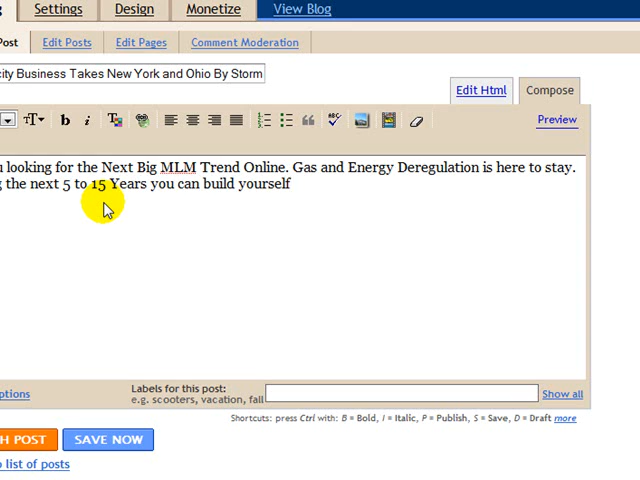 Settings Design Monetize View Blog
Post Edit Posts Edit Pages Comment Moderation
city Business Takes New York and Ohio By Storm
Edit Html Compose
TT b i ABC Preview
looking for the Next Big MLM Trend Online. Gas and Energy Deregulation is here to stay.
the next 5 to 15 Years you can build yourself
ptions Labels for this post: Show all
e.g. scooters, vacation, fall
Shortcuts: press Ctrl with: B = Bold, I = Italic, P = Publish, S = Save, D = Draft more
H POST SAVE NOW
list of posts